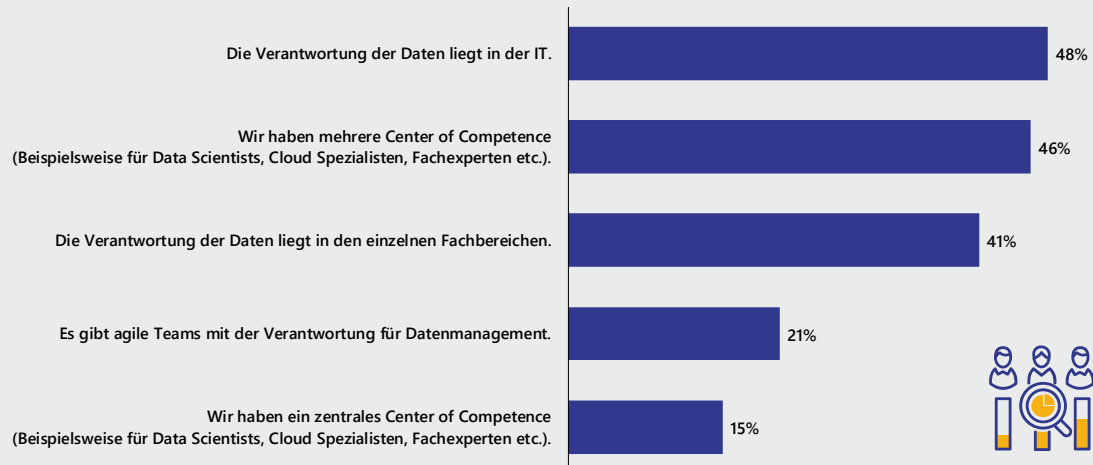 Die Verantwortung der Daten liegt in der IT.
48%
Wir haben mehrere Center of Competence
(Beispielsweise für Data Scientists, Cloud Spezialisten, Fachexperten etc.).
46%
Die Verantwortung der Daten liegt in den einzelnen Fachbereichen.
41%
Es gibt agile Teams mit der Verantwortung für Datenmanagement.
21%
Wir haben ein zentrales Center of Competence
(Beispielsweise für Data Scientists, Cloud Spezialisten, Fachexperten etc.).
15%